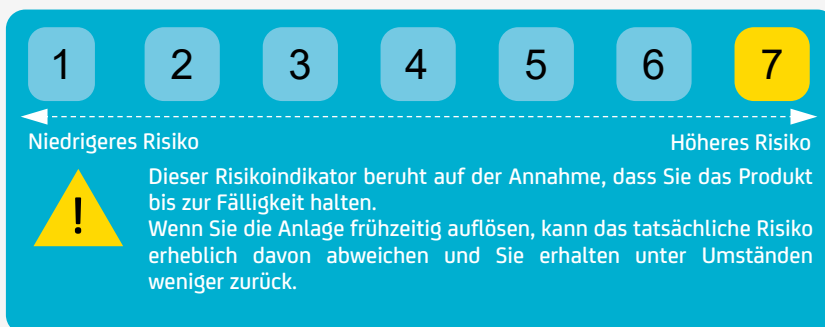 1 2 3 4 5 6 7
Niedrigeres Risiko Höheres Risiko
!
Dieser Risikoindikator beruht auf der Annahme, dass Sie das Produkt
bis zur Fälligkeit halten.
Wenn Sie die Anlage frühzeitig auflösen, kann das tatsächliche Risiko
erheblich davon abweichen und Sie erhalten unter Umständen
weniger zurück.